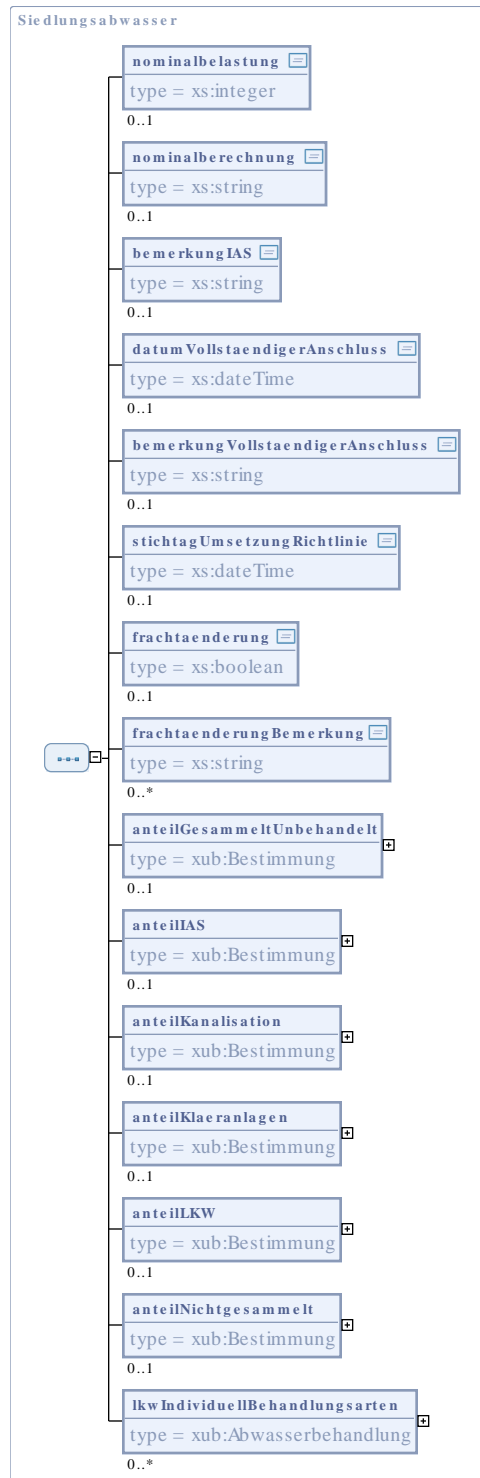 Siedlungsabwasser
nominalbelastung
type = xs:integer
0..1
nominalberechnung
type = xs:string
0..1
bemerkungIAS
type = xs:string
0..1
datumVollstaendigerAnschluss
type = xs:dateTime
0..1
bemerkungVollstaendigerAnschluss
type = xs:string
0..1
stichtagUmsetzungRichtlinie
type = xs:dateTime
0..1
frachtaenderung
type = xs:boolean
0..1
frachtaenderungBemerkung
type = xs:string
0..*
anteilGesammeltUnbehandelt
type = xub:Bestimmung
0..1
anteilIAS
type = xub:Bestimmung
0..1
anteilKanalisation
type = xub:Bestimmung
0..1
anteilKlaeranlagen
type = xub:Bestimmung
0..1
anteilLKW
type = xub:Bestimmung
0..1
anteilNichtgesammelt
type = xub:Bestimmung
0..1
lkwIndividuellBehandlungsarten
type = xub:Abwasserbehandlung
0..*